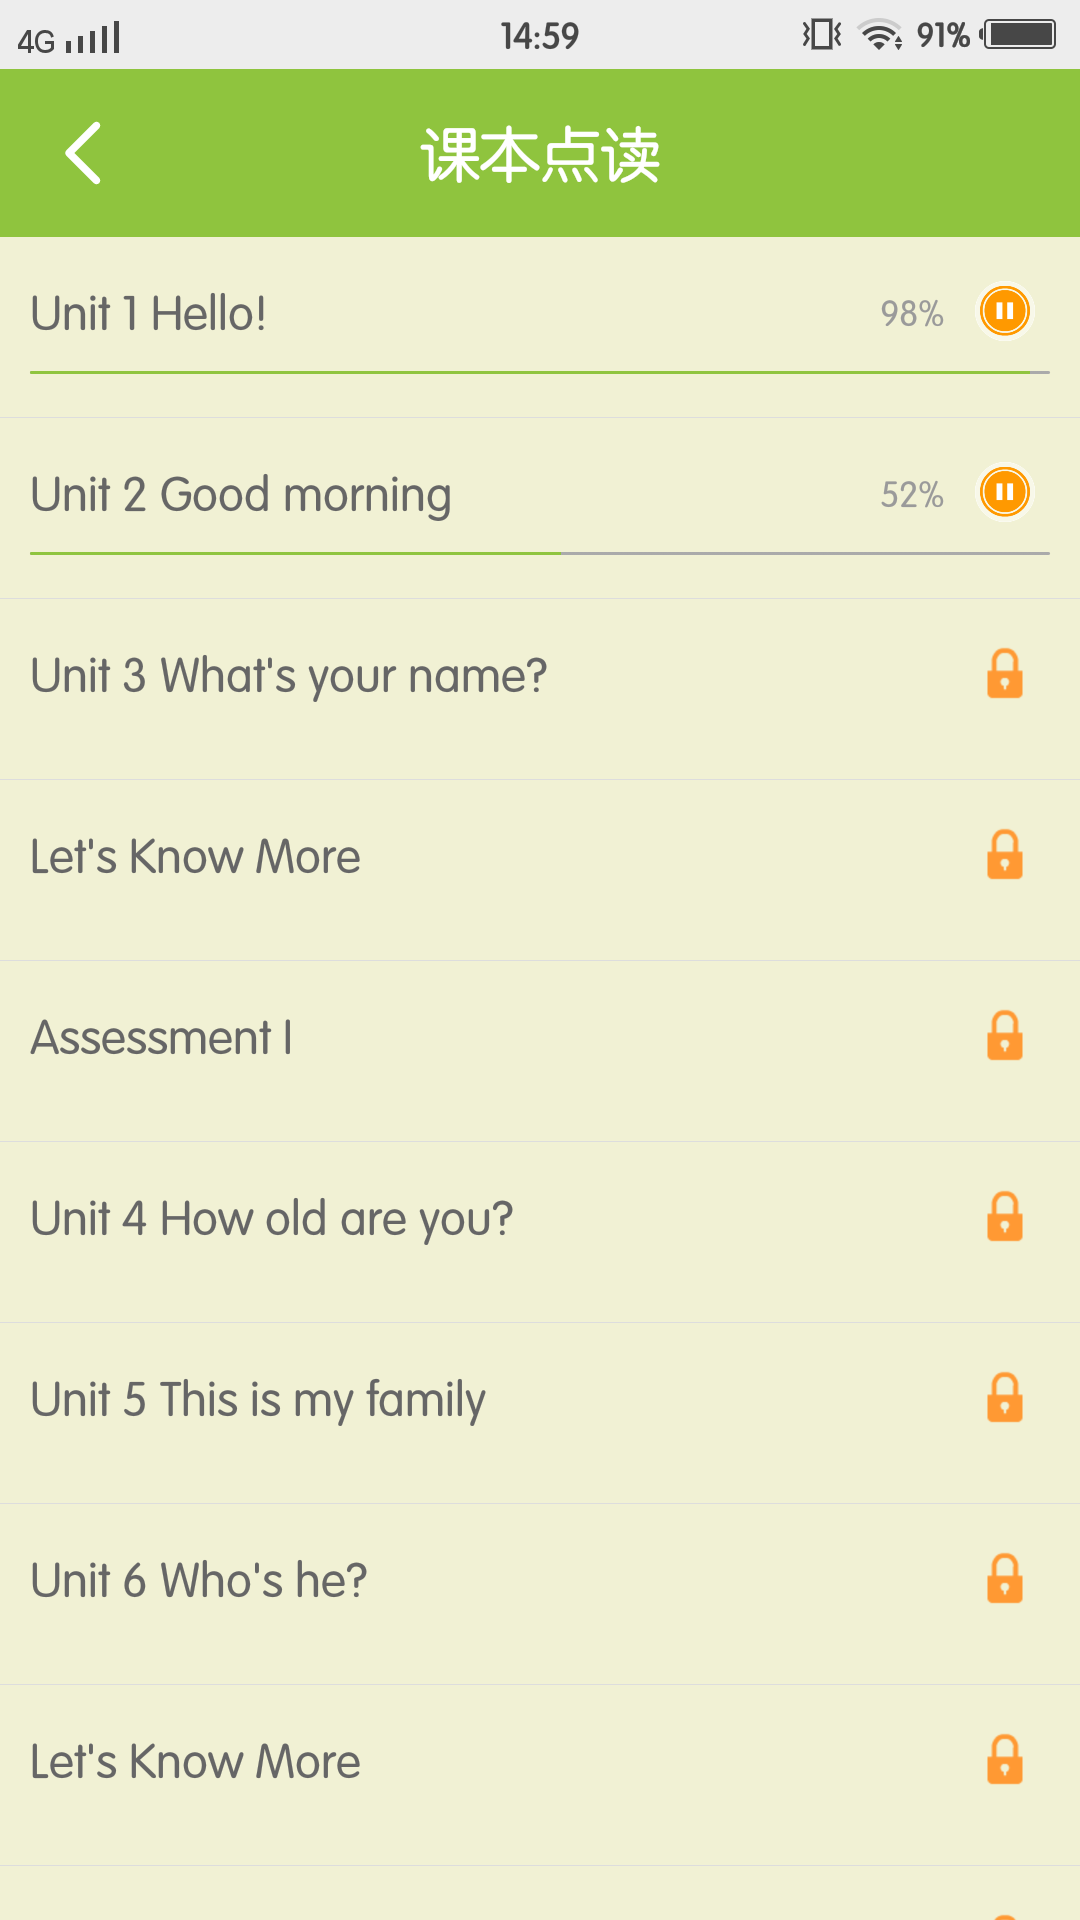 4G 14:59 91%
课本点读
Unit 1 Hello! 98%
Unit 2 Good morning 52%
Unit 3 What's your name?
Let's Know More
Assessment I
Unit 4 How old are you?
Unit 5 This is my family
Unit 6 Who's he?
Let's Know More